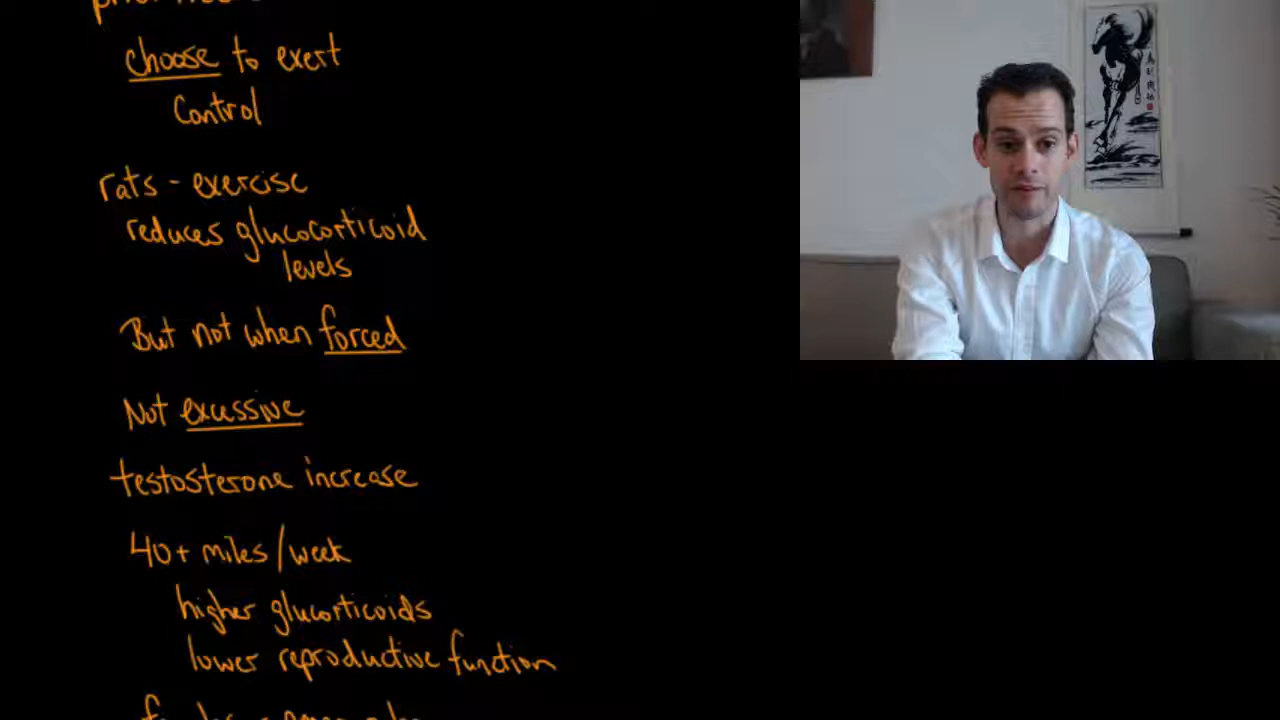 choose to exert
Control
rats - exercise
reduces glucocorticoid
levels
But not when forced
Not excessive
testosterone increase
40+ miles/week
higher glucorticoids
lower reproductive function